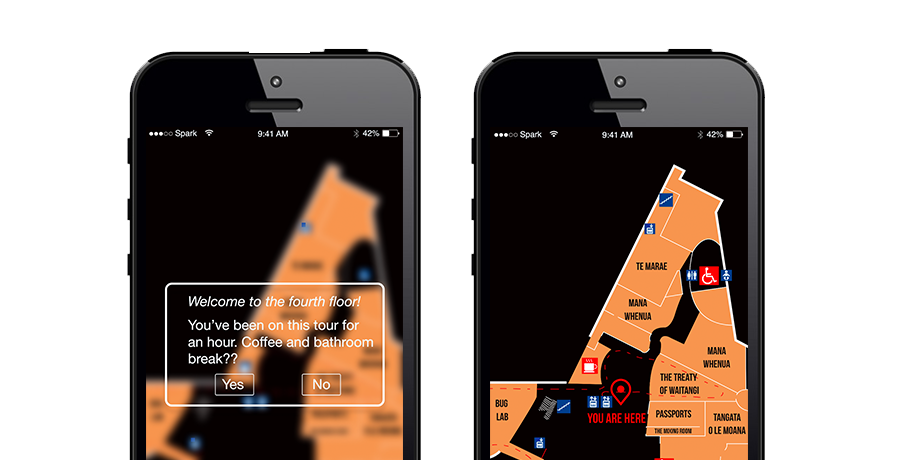 Spark
9:41 AM
42%
Welcome to the fourth floor!
You've been on this tour for
an hour. Coffee and bathroom
break??
Yes
No
Spark
9:41 AM
42%
TE MARAE
MANA
WHENUA
MANA
WHENUA
THE TREATY
OF WAITANGI
BUG
LAB
YOU ARE HERE
PASSPORTS
THE MOONG ROOM
TANGATA
O LE MOANA